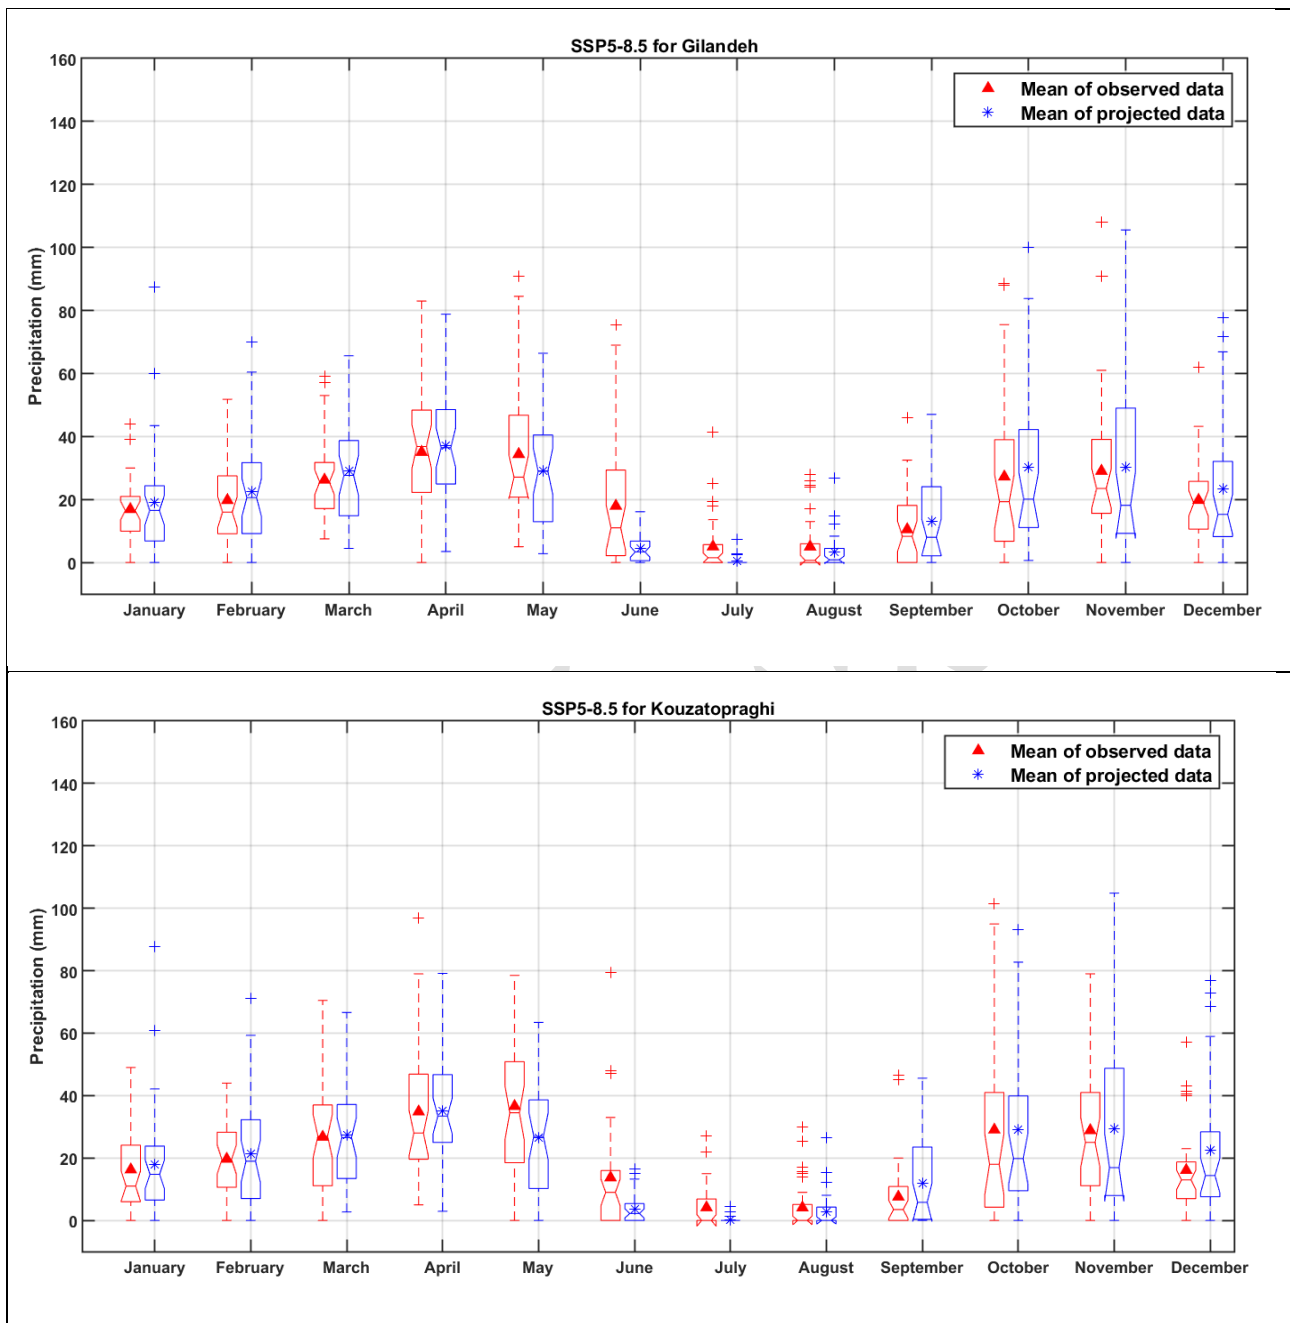 SSP5-8.5 for Gilandeh
160
140
120
100
80
60
40
20
0
Precipitation (mm)
Mean of observed data
Mean of projected data
January February March April May June July August September October November December
SSP5-8.5 for Kouzatopraghi
160
140
120
100
80
60
40
20
0
Precipitation (mm)
Mean of observed data
Mean of projected data
January February March April May June July August September October November December